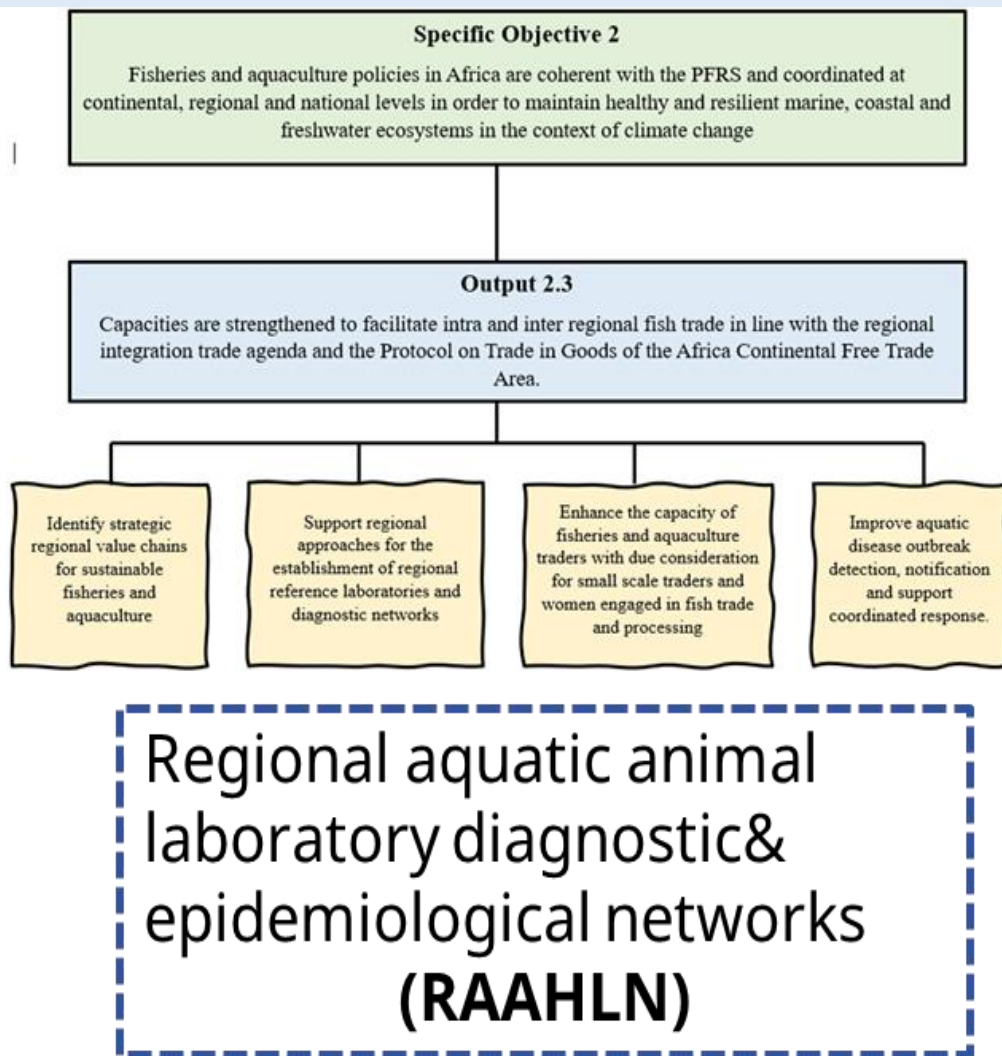 Specific Objective 2
Fisheries and aquaculture policies in Africa are coherent with the PFRS and coordinated at
continental, regional and national levels in order to maintain healthy and resilient marine, coastal and
freshwater ecosystems in the context of climate change
Output 2.3
Capacities are strengthened to facilitate intra and inter regional fish trade in line with the regional
integration trade agenda and the Protocol on Trade in Goods of the Africa Continental Free Trade
Area.
Identify strategic
regional value chains
for sustainable
fisheries and
aquaculture
Support regional
approaches for the
establishment of regional
reference laboratories and
diagnostic networks
Enhance the capacity of
fisheries and aquaculture
traders with due consideration
for small scale traders and
women engaged in fish trade
and processing
Improve aquatic
disease outbreak
detection, notification
and support
coordinated response.
Regional aquatic animal
laboratory diagnostic&
epidemiological networks
(RAAHLN)